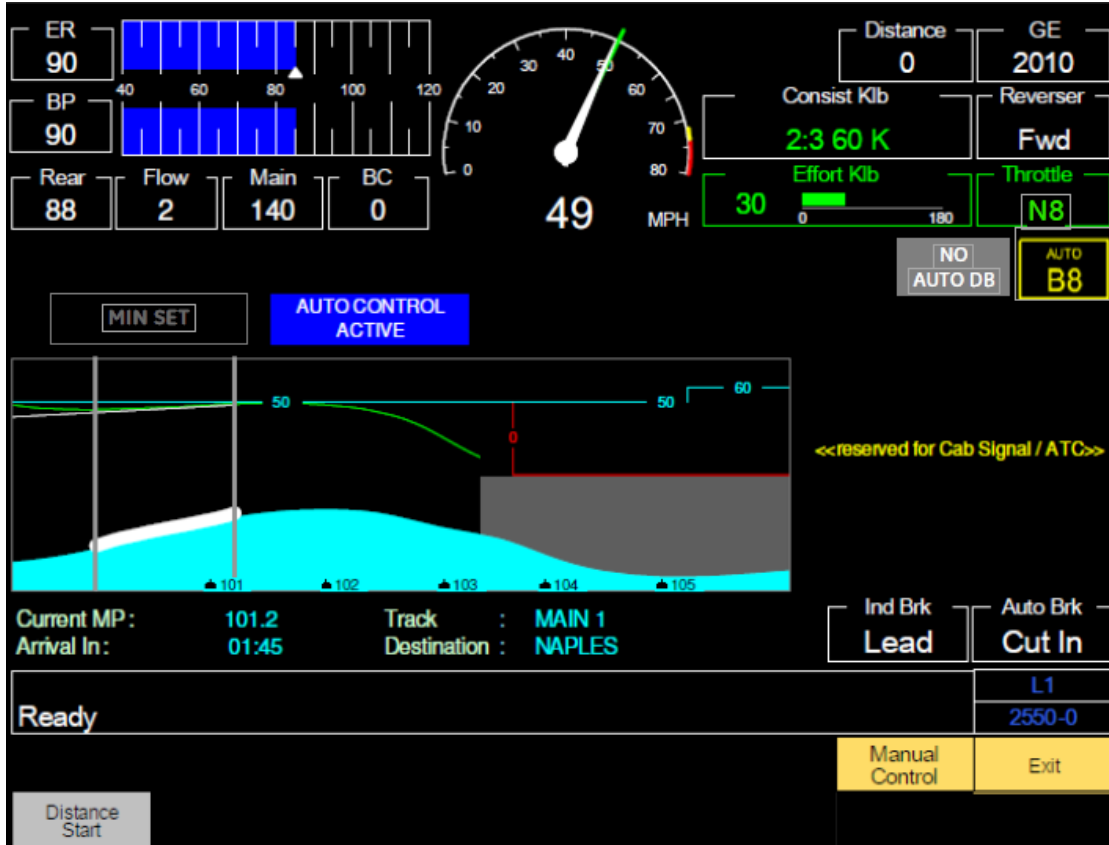 ER
90
BP
90
40 60 80 100 120
Rear
88
Flow
2
Main
140
BC
0
0 10 20 30 40 50 60 70 80
49 MPH
Distance
0
GE
2010
Consist Klb
2:3 60 K
Reverser
Fwd
Effort Klb
30
0 180
Throttle
N8
NO
AUTO DB
AUTO
B8
MIN SET
AUTO CONTROL
ACTIVE
50 50 60
0
<<reserved for Cab Signal / ATC>>
101 102 103 104 105
Current MP : 101.2 Track : MAIN 1
Arrival In : 01:45 Destination : NAPLES
Ind Brk
Lead
Auto Brk
Cut In
Ready
L1
2550-0
Manual
Control
Exit
Distance
Start